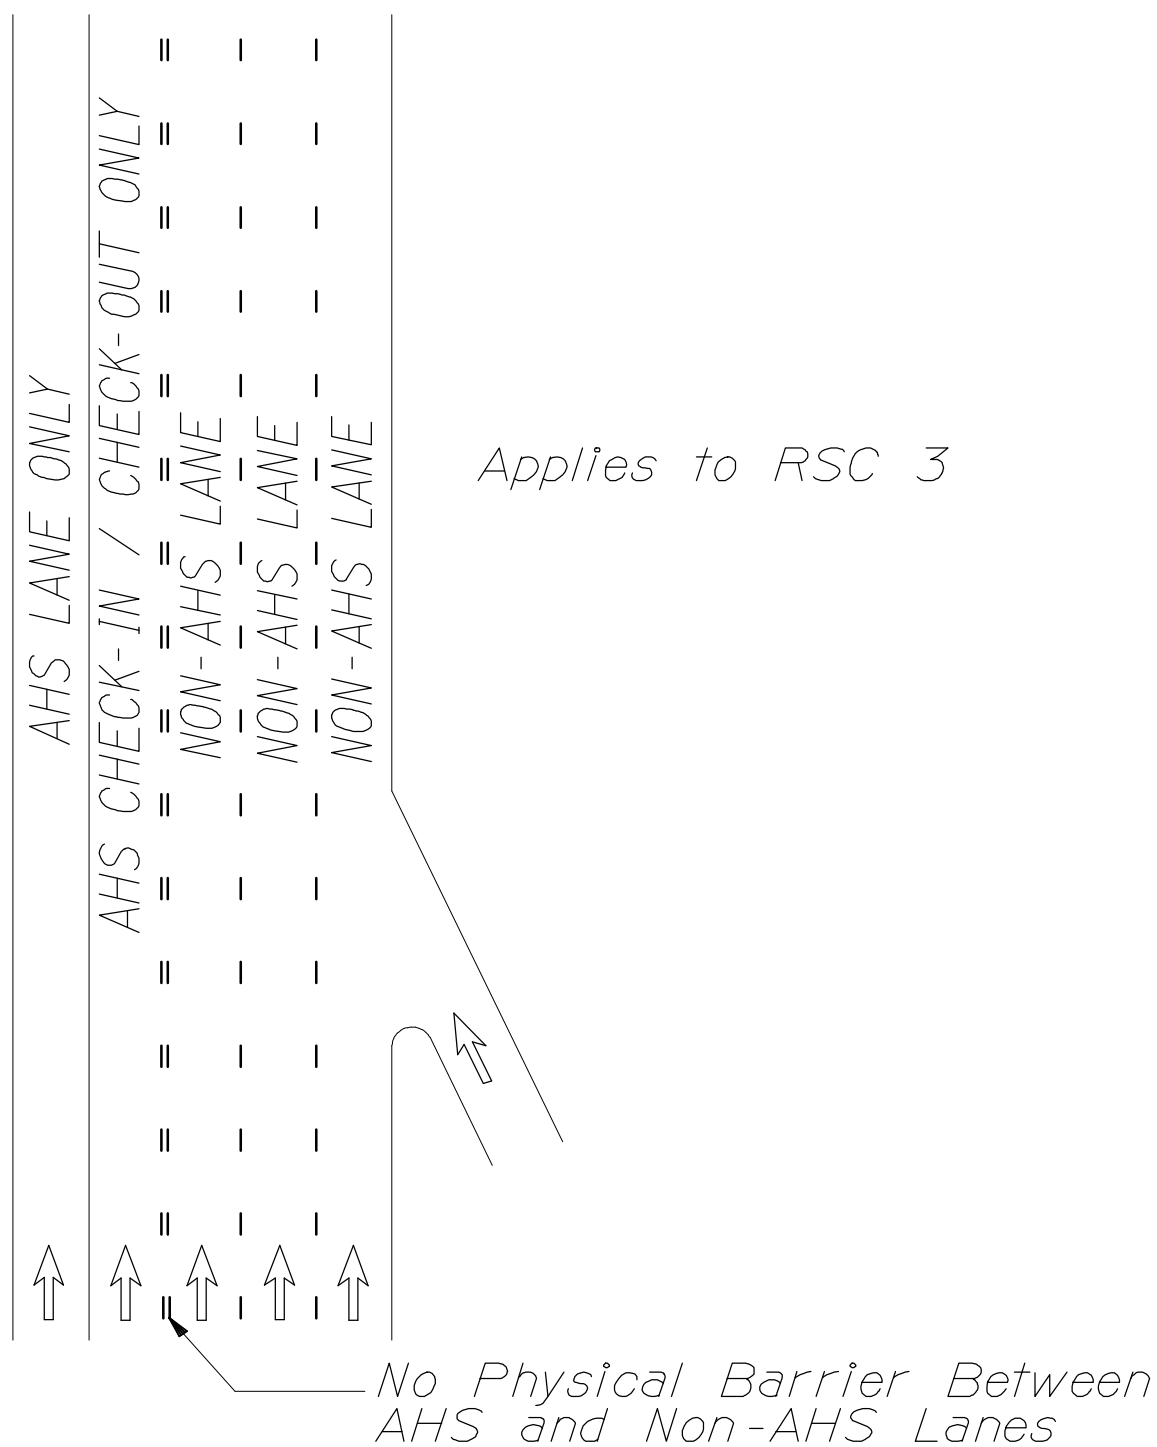 AHS LANE ONLY
AHS CHECK-IN / CHECK-OUT ONLY
NON-AHS LANE
NON-AHS LANE
NON-AHS LANE
Applies to RSC 3
No Physical Barrier Between
AHS and Non-AHS Lanes